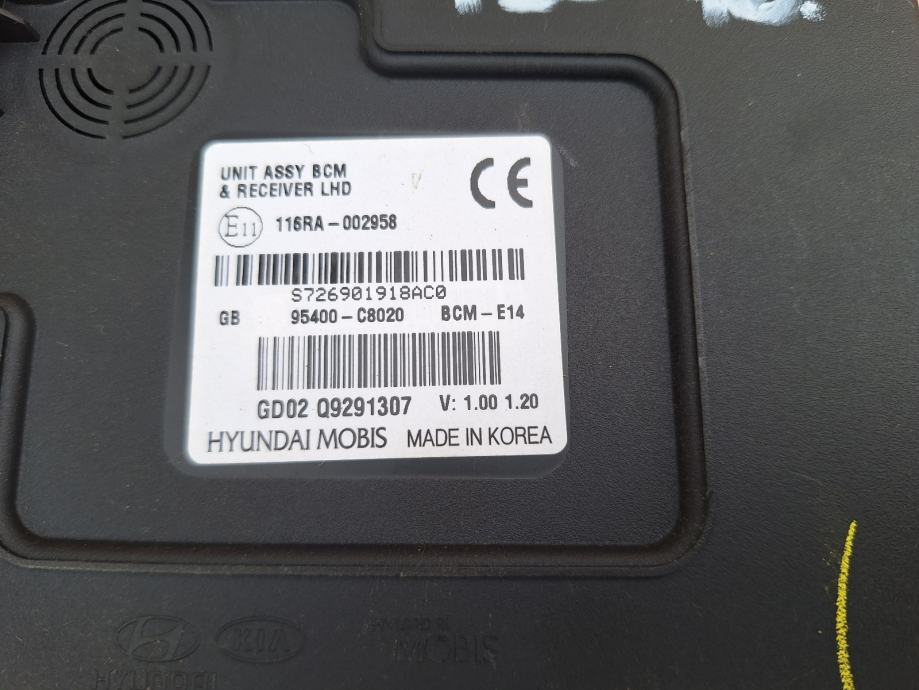 UNIT ASSY BCM
& RECEIVER LHD
CE
E11 116RA-002958
S726901918AC0
GB 95400-C8020 BCM-E14
GD02 Q9291307 V: 1.00 1.20
HYUNDAI MOBIS MADE IN KOREA
KIA
MOBIS
HYUNDAI